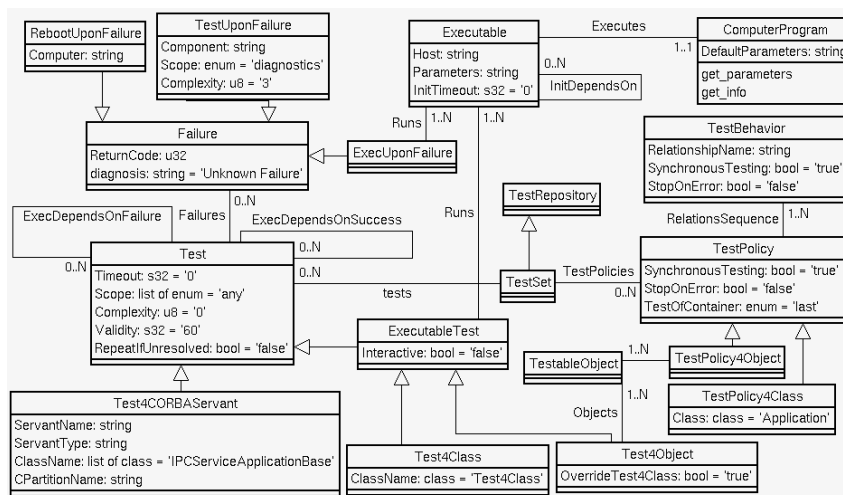 RebootUponFailure
Computer: string
TestUponFailure
Component: string
Scope: enum = 'diagnostics'
Complexity: u8 = '3'
Executable
Host: string
Parameters: string
InitTimeout: s32 = '0'
Executes
1..1
0..N
InitDependsOn
ComputerProgram
DefaultParameters: string
get_parameters
get_info
Failure
ReturnCode: u32
diagnosis: string = 'Unknown Failure'
Runs
1..N
1..N
ExecUponFailure
TestBehavior
RelationshipName: string
SynchronousTesting: bool = 'true'
StopOnError: bool = 'false'
RelationsSequence
1..N
ExecDependsOnFailure
0..N
Failures
0..N
ExecDependsOnSuccess
0..N
Runs
TestRepository
Test
Timeout: s32 = '0'
Scope: list of enum = 'any'
Complexity: u8 = '0'
Validity: s32 = '60'
RepeatIfUnresolved: bool = 'false'
0..N
tests
TestSet
TestPolicies
0..N
TestPolicy
SynchronousTesting: bool = 'true'
StopOnError: bool = 'false'
TestOfContainer: enum = 'last'
ExecutableTest
Interactive: bool = 'false'
TestableObject
1..N
TestPolicy4Object
1..N
Objects
TestPolicy4Class
Class: class = 'Application'
Test4CORBAServant
ServantName: string
ServantType: string
ClassName: list of class = 'IPCServiceApplicationBase'
CPartitionName: string
Test4Class
ClassName: class = 'Test4Class'
Test4Object
OverrideTest4Class: bool = 'true'